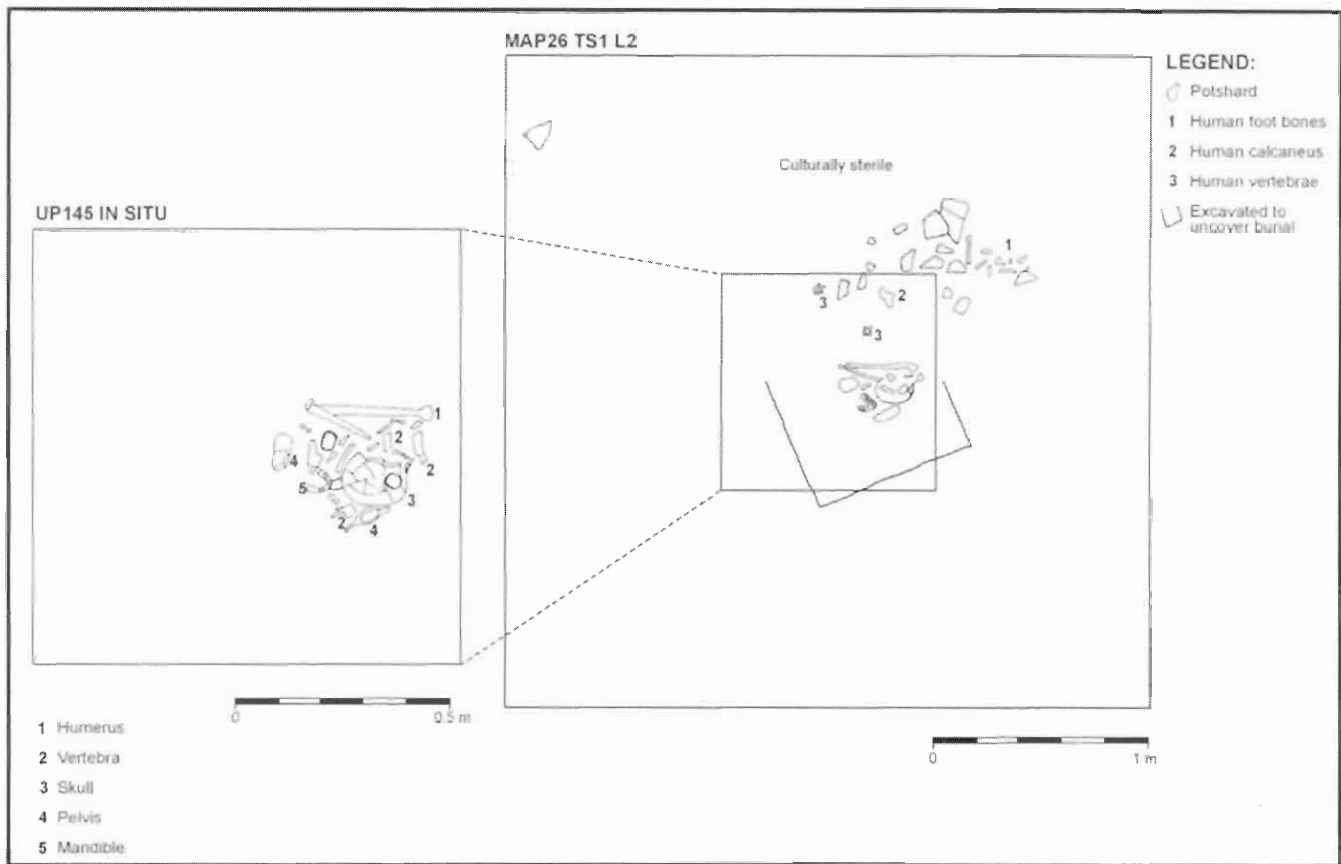 MAP26 TS1 L2
LEGEND:
Potshard
1 Human foot bones
2 Human calcaneus
3 Human vertebrae
Excavated to
uncover burial
Culturally sterile
1
3
2
3
UP145 IN SITU
1
2
4
2
5
3
2
4
0
0.5 m
0
1 m
1 Humerus
2 Vertebra
3 Skull
4 Pelvis
5 Mandible